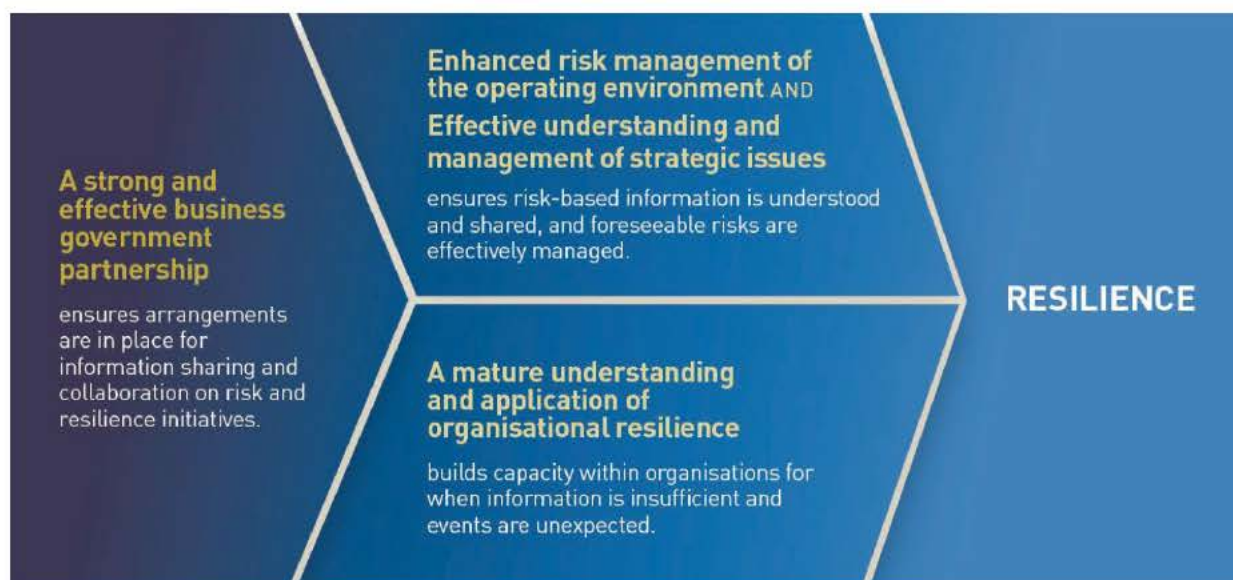 A strong and
effective business
government
partnership
ensures arrangements
are in place for
information sharing and
collaboration on risk and
resilience initiatives.
Enhanced risk management of
the operating environment AND
Effective understanding and
management of strategic issues
ensures risk-based information is understood
and shared, and foreseeable risks are
effectively managed.
A mature understanding
and application of
organisational resilience
builds capacity within organisations for
when information is insufficient and
events are unexpected.
RESILIENCE